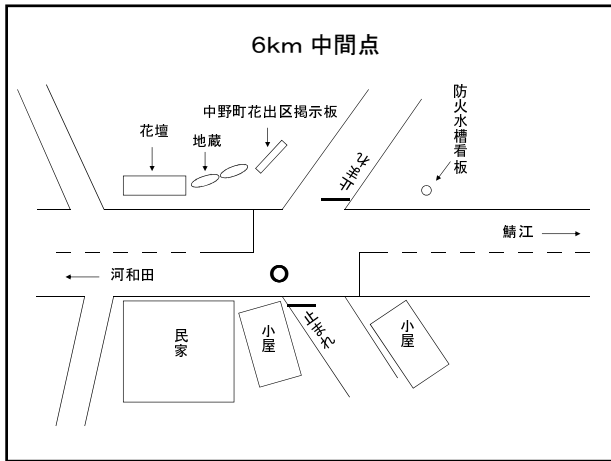 6km 中間点
中野町花出区掲示板
花壇
地蔵
防火水槽看板
止まれ
鯖江
河和田
民家
小屋
止まれ
小屋